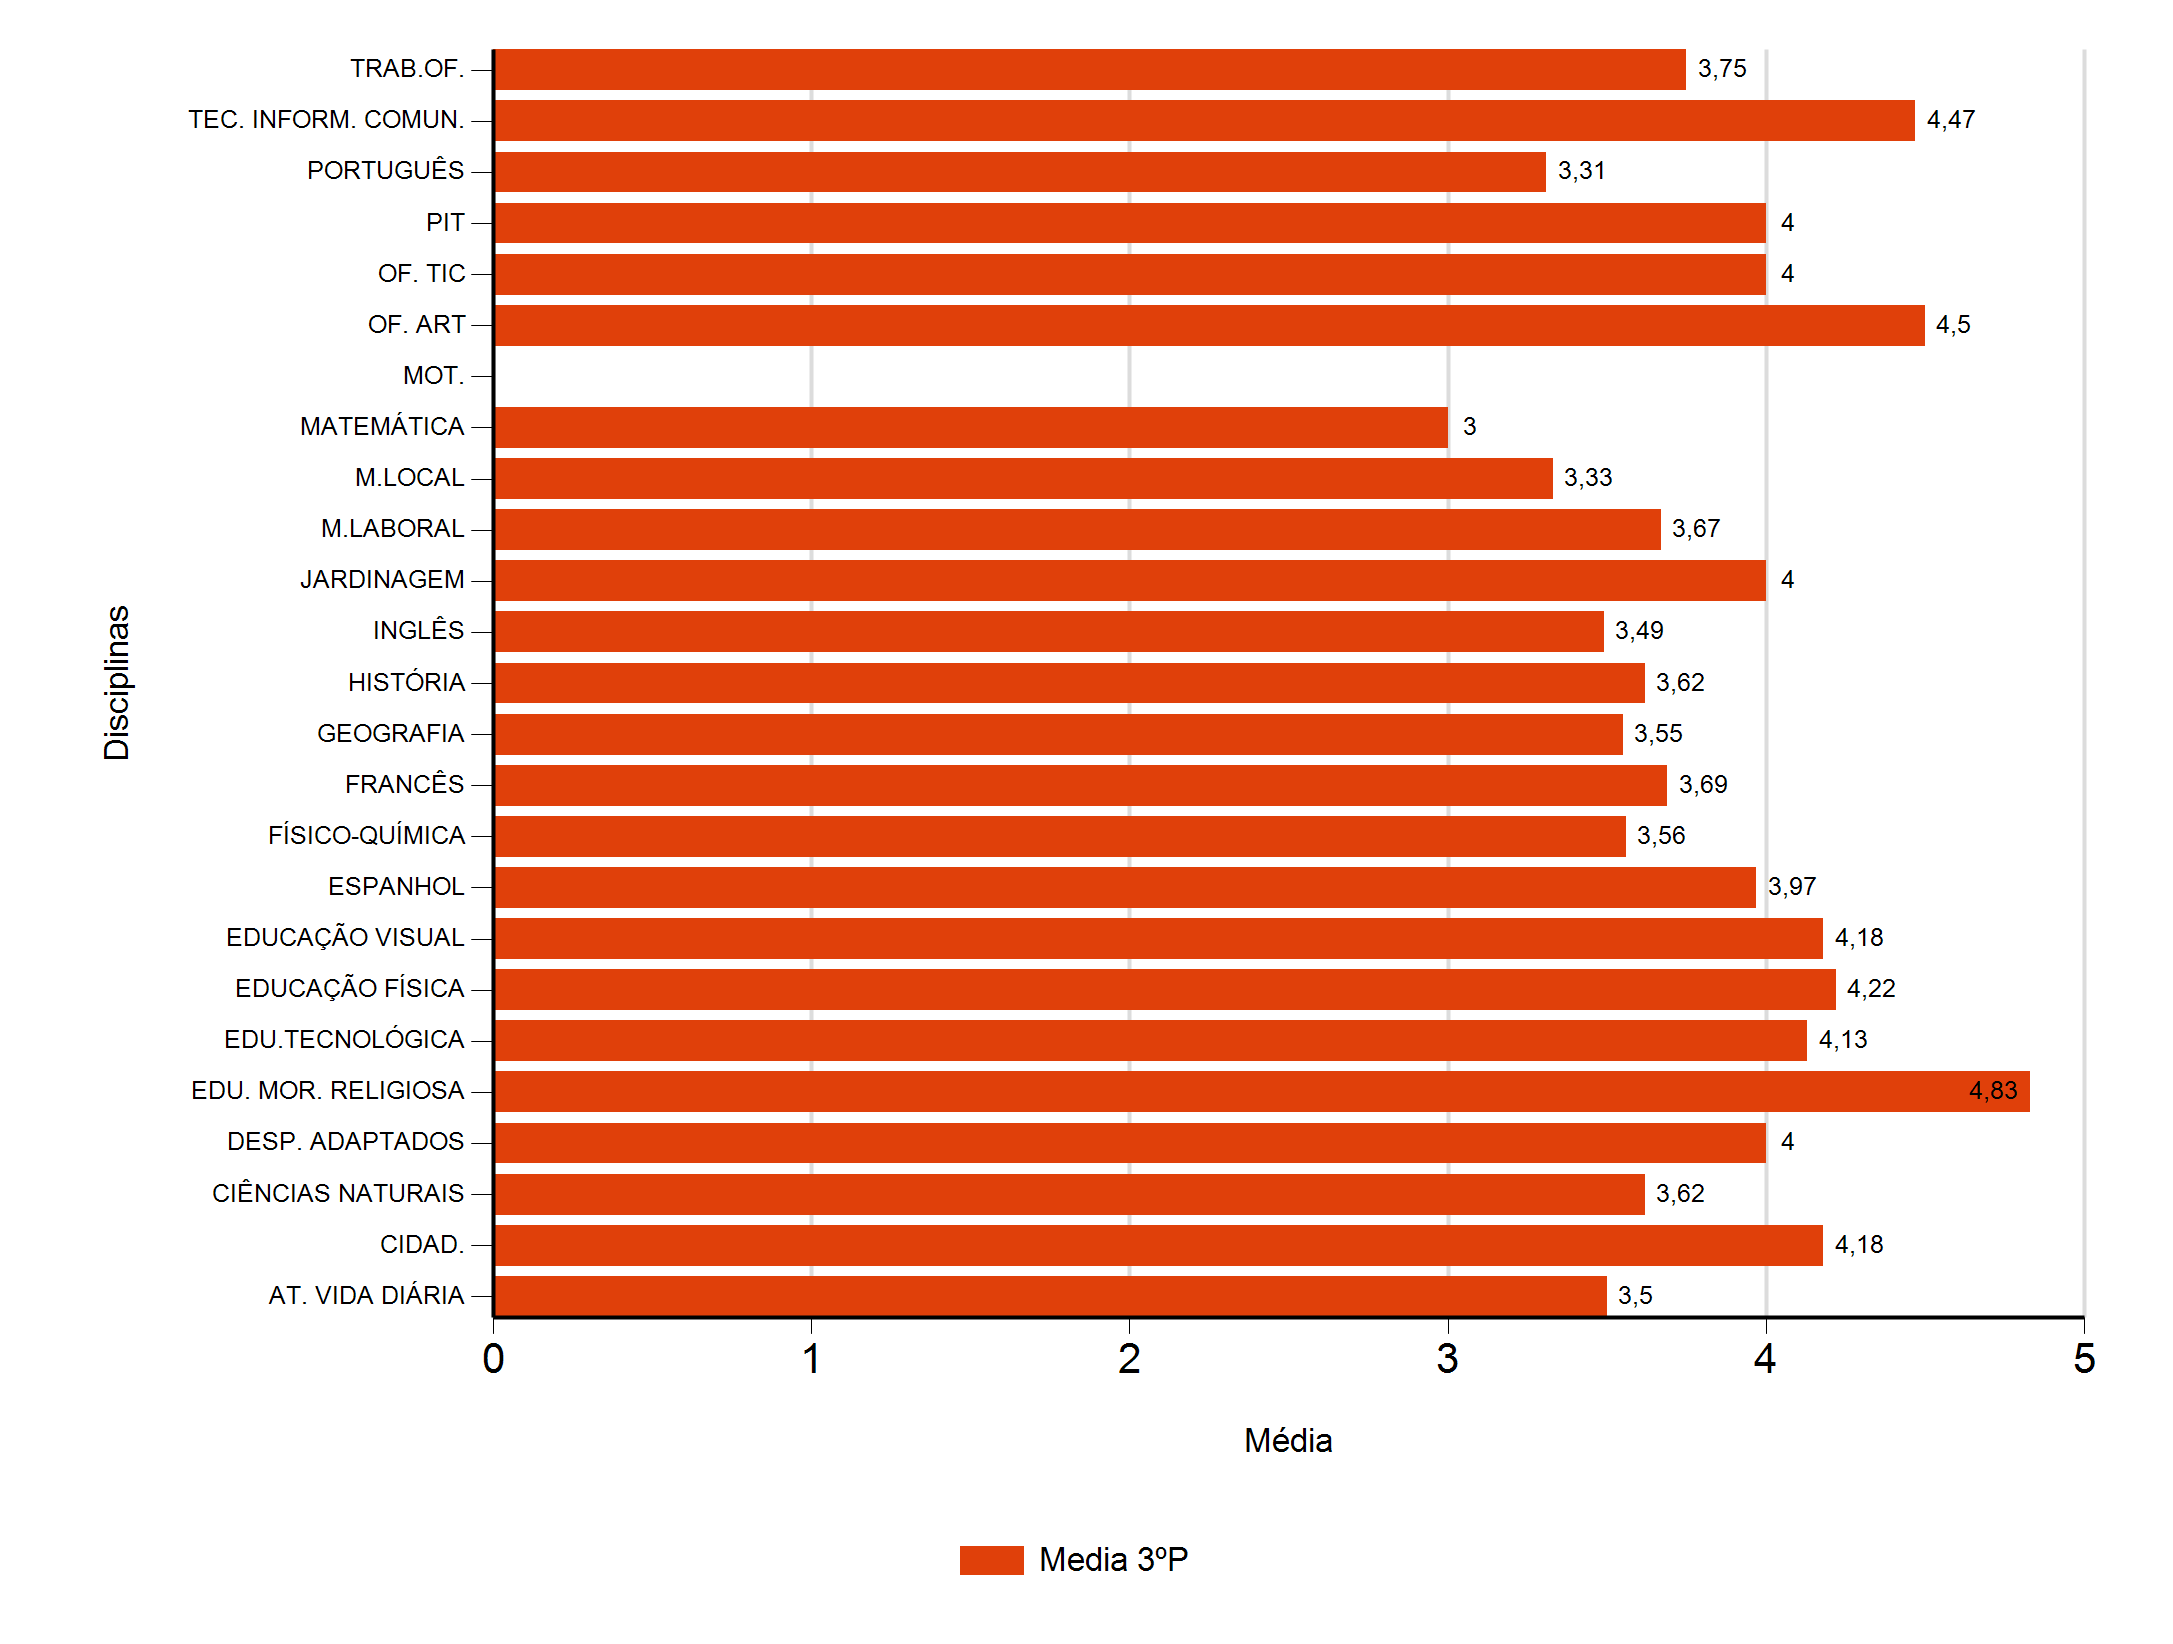 TRAB.OF. 3,75
TEC. INFORM. COMUN. 4,47
PORTUGUÊS 3,31
PIT 4
OF. TIC 4
OF. ART 4,5
MOT.
MATEMÁTICA 3
M.LOCAL 3,33
M.LABORAL 3,67
JARDINAGEM 4
INGLÊS 3,49
HISTÓRIA 3,62
GEOGRAFIA 3,55
FRANCÊS 3,69
FÍSICO-QUÍMICA 3,56
ESPANHOL 3,97
EDUCAÇÃO VISUAL 4,18
EDUCAÇÃO FÍSICA 4,22
EDU.TECNOLÓGICA 4,13
EDU. MOR. RELIGIOSA 4,83
DESP. ADAPTADOS 4
CIÊNCIAS NATURAIS 3,62
CIDAD. 4,18
AT. VIDA DIÁRIA 3,5
Disciplinas
0 1 2 3 4 5
Média
Media 3ºP